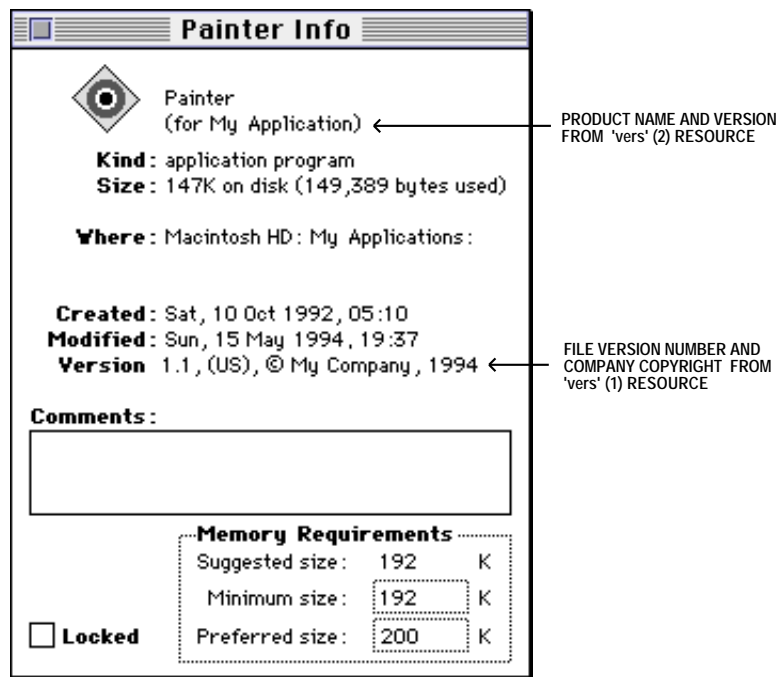 Painter Info
Painter
(for My Application)
PRODUCT NAME AND VERSION
FROM 'vers' (2) RESOURCE
Kind: application program
Size: 147K on disk (149,389 bytes used)
Where: Macintosh HD: My Applications:
Created: Sat, 10 Oct 1992, 05:10
Modified: Sun, 15 May 1994, 19:37
Version 1.1, (US), © My Company, 1994
FILE VERSION NUMBER AND
COMPANY COPYRIGHT FROM
'vers' (1) RESOURCE
Comments:
Memory Requirements
Suggested size: 192 K
Minimum size: 192 K
Locked
Preferred size: 200 K